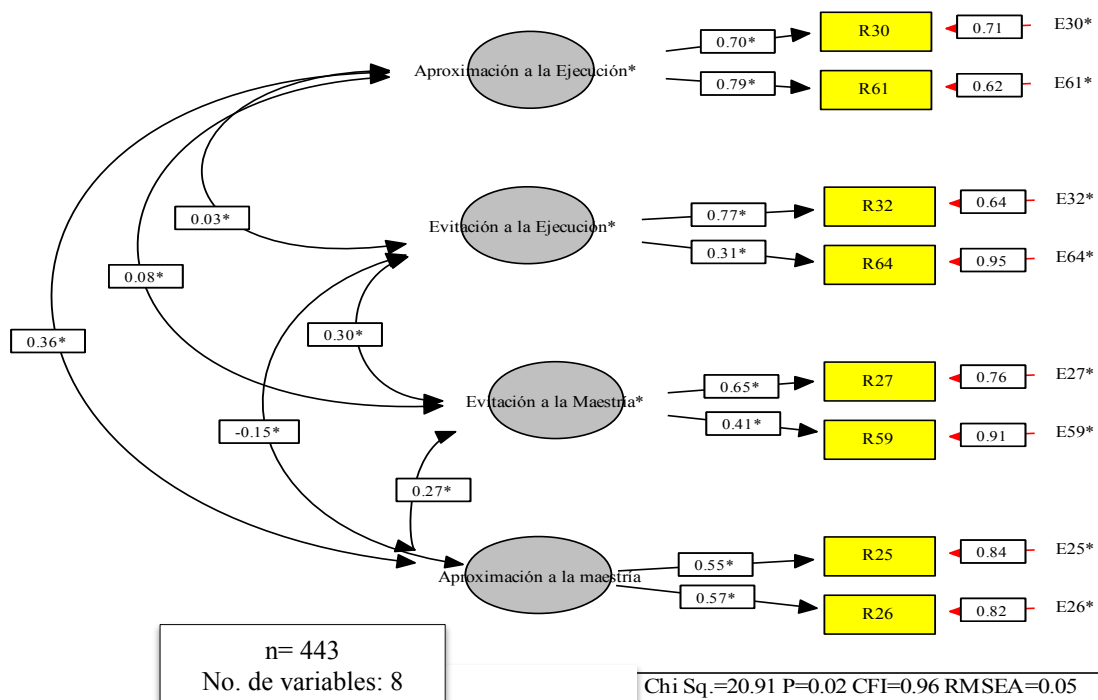 Aproximación a la Ejecución*
0.70*
R30
0.71
E30*
0.79*
R61
0.62
E61*
0.03*
Evitación a la Ejecución*
0.77*
R32
0.64
E32*
0.31*
R64
0.95
E64*
0.08*
0.36*
0.30*
Evitación a la Maestría*
0.65*
R27
0.76
E27*
0.41*
R59
0.91
E59*
-0.15*
0.27*
Aproximación a la maestría
0.55*
R25
0.84
E25*
0.57*
R26
0.82
E26*
n= 443
No. de variables: 8
Chi Sq.=20.91 P=0.02 CFI=0.96 RMSEA=0.05